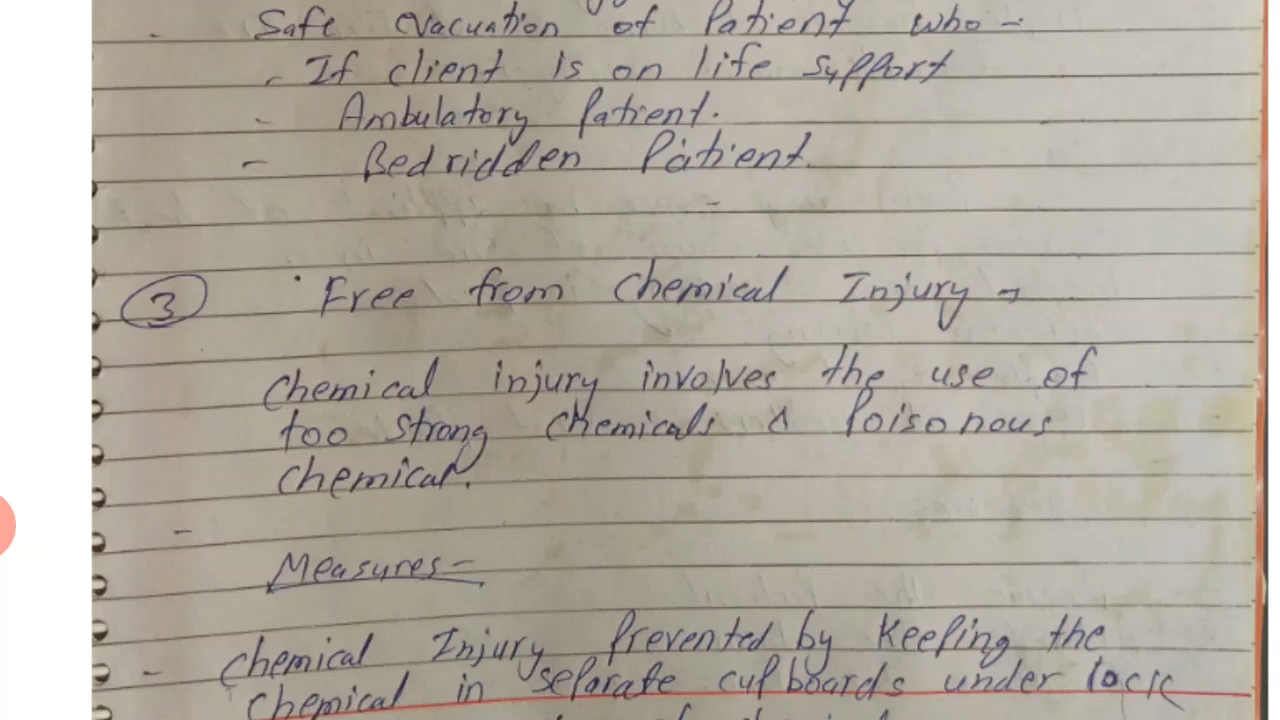 - Safe evacuation of Patient who -
- If client Is on life Support
- Ambulatory Patient.
- Bedridden Patient.
③ · Free from Chemical Injury →
Chemical injury involves the use of
too strong chemicals & Poisonous
chemical.
-
Measures -
- Chemical Injury Prevented by Keeping the
chemical in separate cupboards under lock